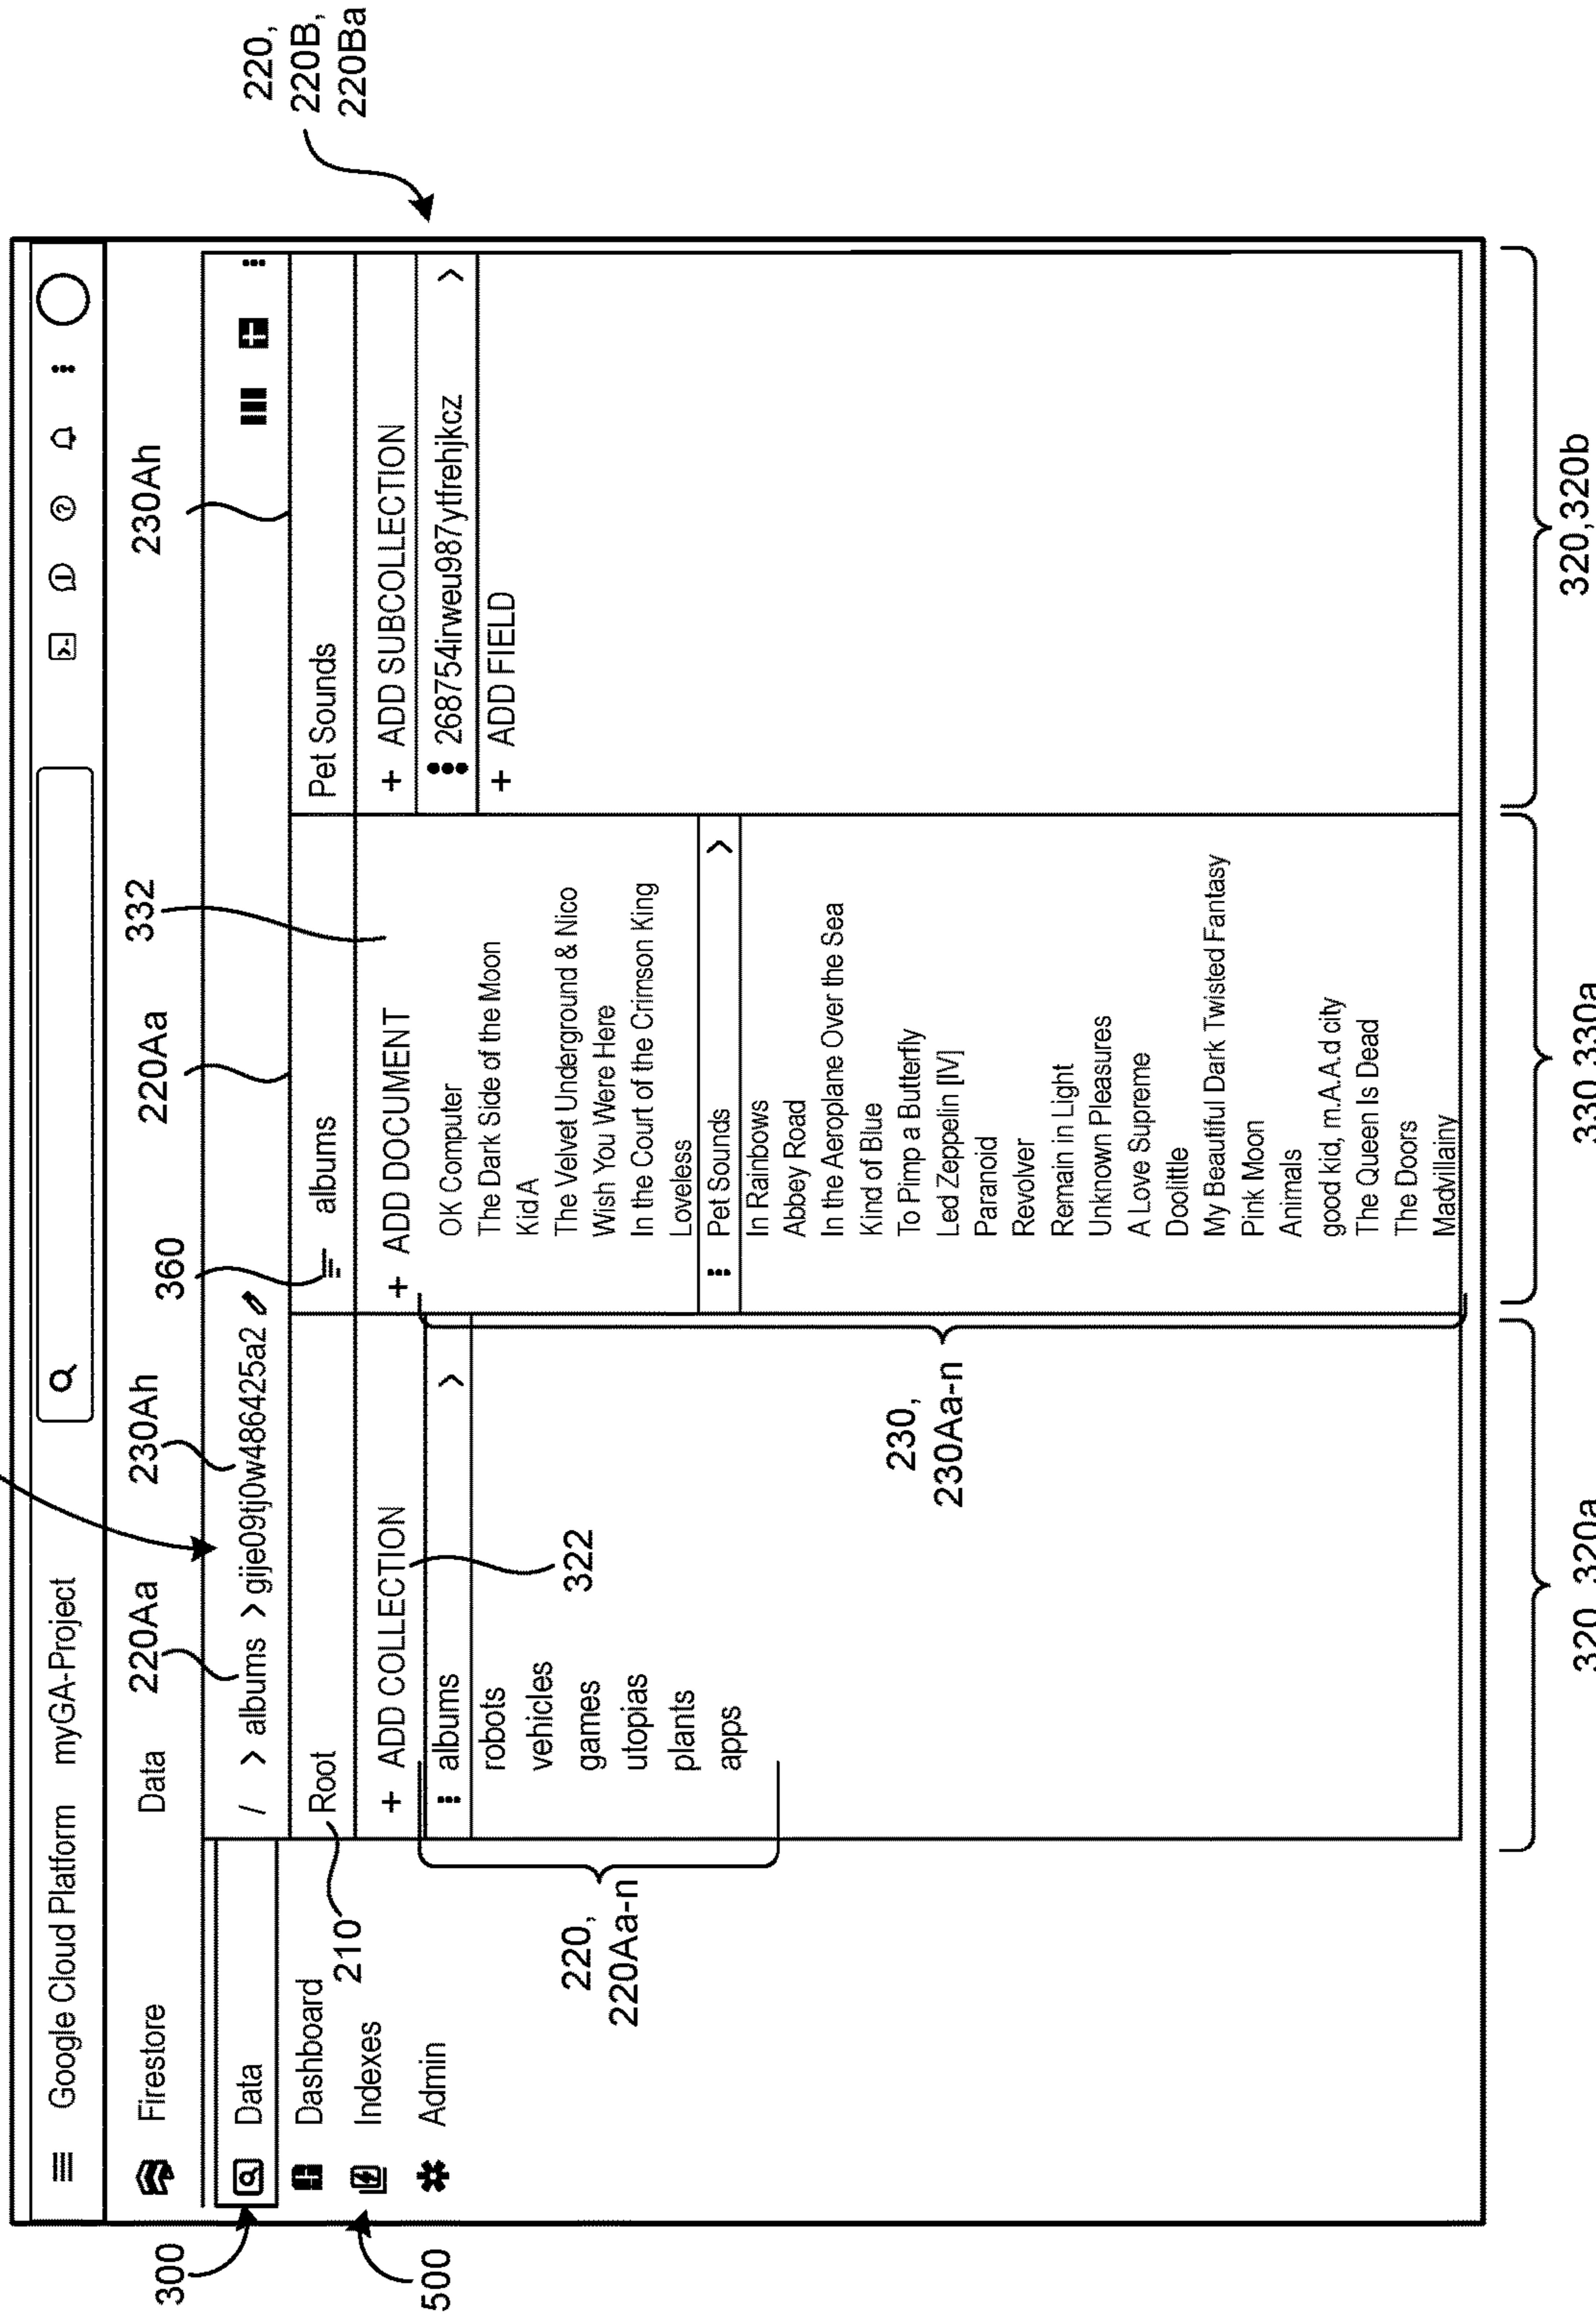 Google Cloud Platform myGA-Project
Firestore Data 220Aa 230Ah 360 220Aa 332 230Ah
220,
220B,
220Ba
300
Data
/ > albums > gije09tj0w486425a2
Dashboard
210
Root
albums
Pet Sounds
500
Indexes
+ ADD COLLECTION
+ ADD DOCUMENT
+ ADD SUBCOLLECTION
Admin
albums >
268754irweu987ytfrehjkcz >
+ ADD FIELD
robots
vehicles
games
utopias
plants
apps
322
220,
220Aa-n
OK Computer
The Dark Side of the Moon
Kid A
The Velvet Underground & Nico
Wish You Were Here
In the Court of the Crimson King
Loveless
Pet Sounds >
In Rainbows
Abbey Road
In the Aeroplane Over the Sea
Kind of Blue
To Pimp a Butterfly
Led Zeppelin [IV]
Paranoid
Revolver
Remain in Light
Unknown Pleasures
A Love Supreme
Doolittle
My Beautiful Dark Twisted Fantasy
Pink Moon
Animals
good kid, m.A.A.d city
The Queen Is Dead
The Doors
Madvillainy
230,
230Aa-n
320, 320a
330, 330a
320, 320b